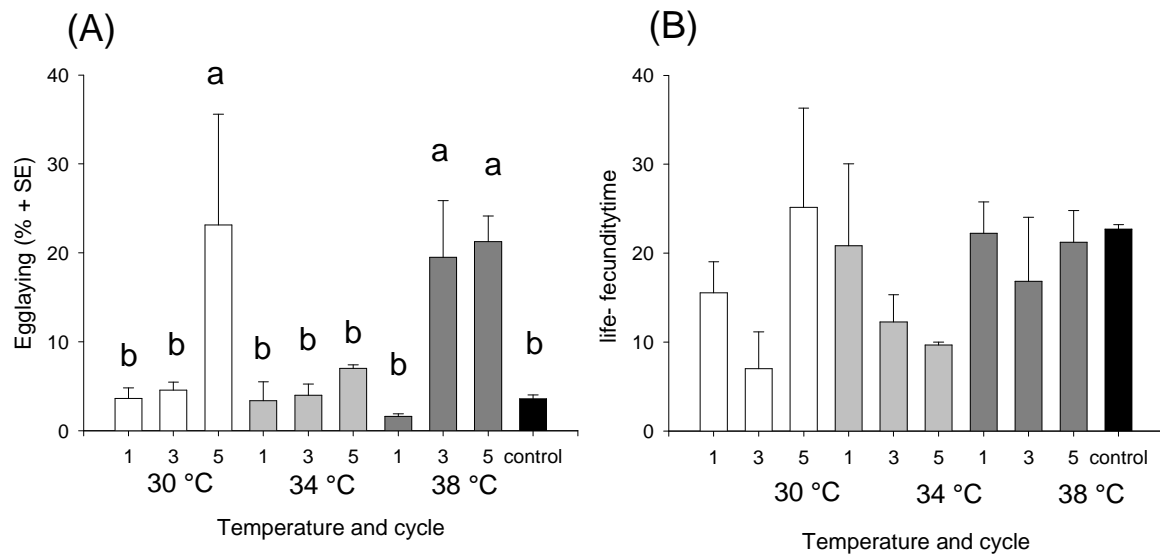 (A)
Egglaying (% + SE)
40
30
20
10
0
a
a
a
b
b
b
b
b
b
b
1 3 5 1 3 5 1 3 5 control
30 °C 34 °C 38 °C
Temperature and cycle
(B)
life- fecunditytime
40
30
20
10
0
1 3 5 1 3 5 1 3 5 control
30 °C 34 °C 38 °C
Temperature and cycle